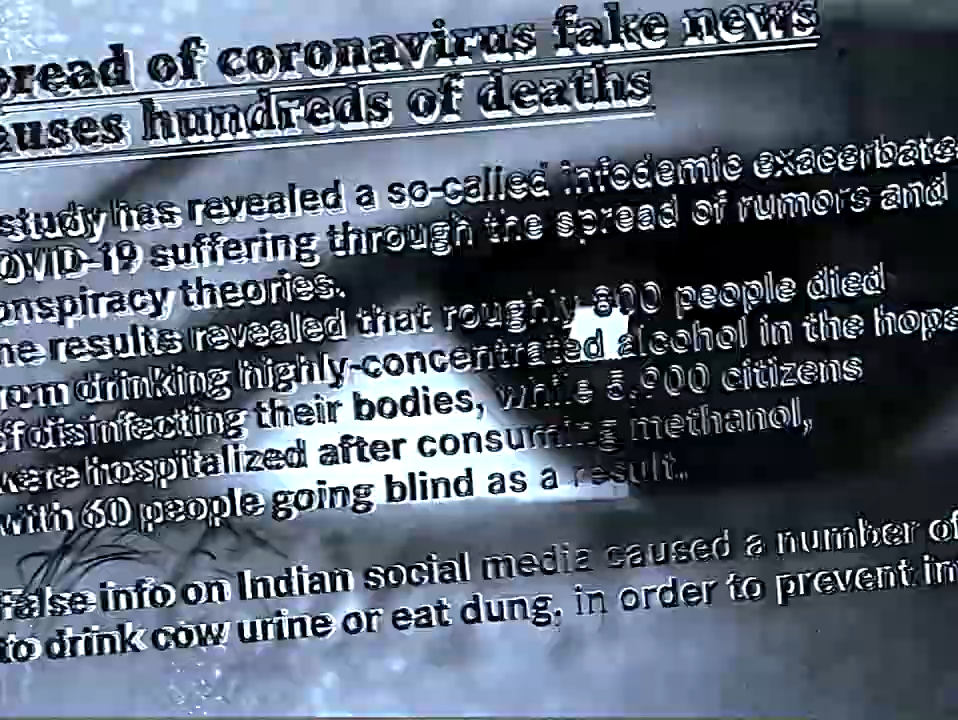 pread of coronavirus fake news
auses hundreds of deaths
study has revealed a so-called infodemic exacerbate
OVID-19 suffering through the spread of rumors and
onspiracy theories.
he results revealed that roughly 800 people died
rom drinking highly-concentrated alcohol in the hope
f disinfecting their bodies, while 5,900 citizens
were hospitalized after consuming methanol,
with 60 people going blind as a result.
False info on Indian social media caused a number of
to drink cow urine or eat dung, in order to prevent in